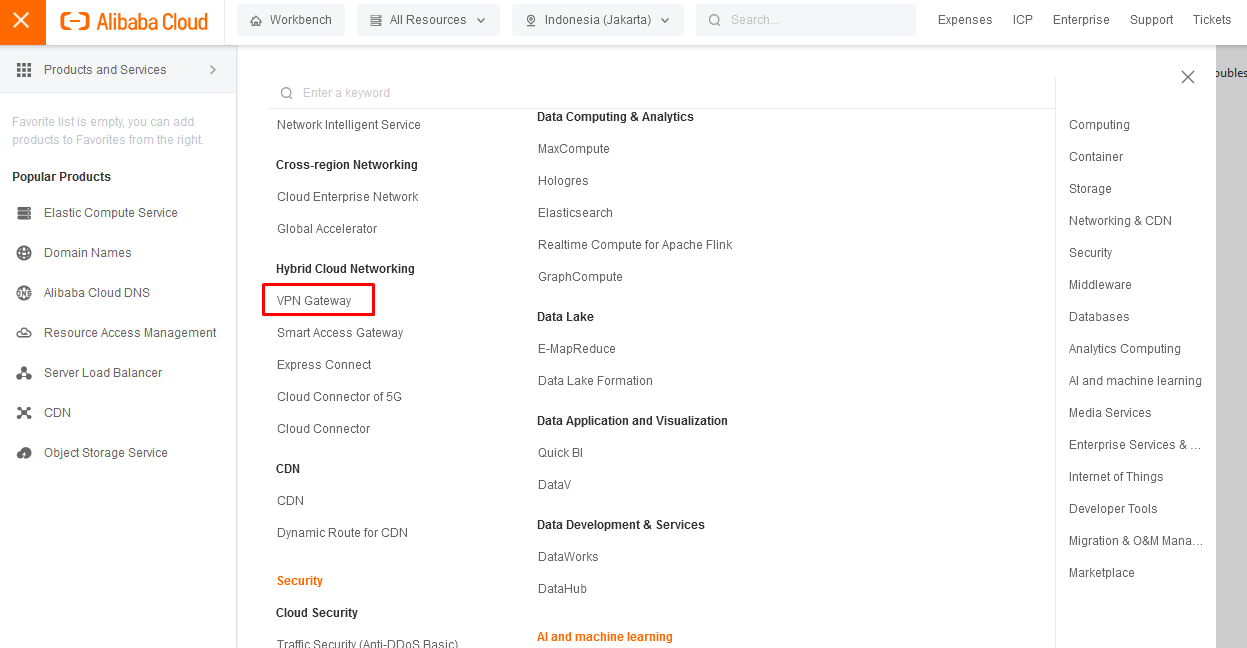 Alibaba Cloud
Workbench
All Resources
Indonesia (Jakarta)
Search...
Expenses
ICP
Enterprise
Support
Tickets
Products and Services
Favorite list is empty, you can add
products to Favorites from the right.
Popular Products
Elastic Compute Service
Domain Names
DNS
Alibaba Cloud DNS
Resource Access Management
Server Load Balancer
CDN
Object Storage Service
Enter a keyword
Network Intelligent Service
Cross-region Networking
Cloud Enterprise Network
Global Accelerator
Hybrid Cloud Networking
VPN Gateway
Smart Access Gateway
Express Connect
Cloud Connector of 5G
Cloud Connector
CDN
CDN
Dynamic Route for CDN
Security
Cloud Security
Traffic Security (Anti-DDoS Basic)
Data Computing & Analytics
MaxCompute
Hologres
Elasticsearch
Realtime Compute for Apache Flink
GraphCompute
Data Lake
E-MapReduce
Data Lake Formation
Data Application and Visualization
Quick BI
DataV
Data Development & Services
DataWorks
DataHub
AI and machine learning
Computing
Container
Storage
Networking & CDN
Security
Middleware
Databases
Analytics Computing
AI and machine learning
Media Services
Enterprise Services & ...
Internet of Things
Developer Tools
Migration & O&M Mana...
Marketplace
oubles